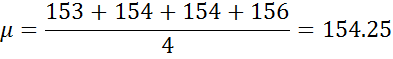 μ = (153 + 154 + 154 + 156) / 4 = 154.25